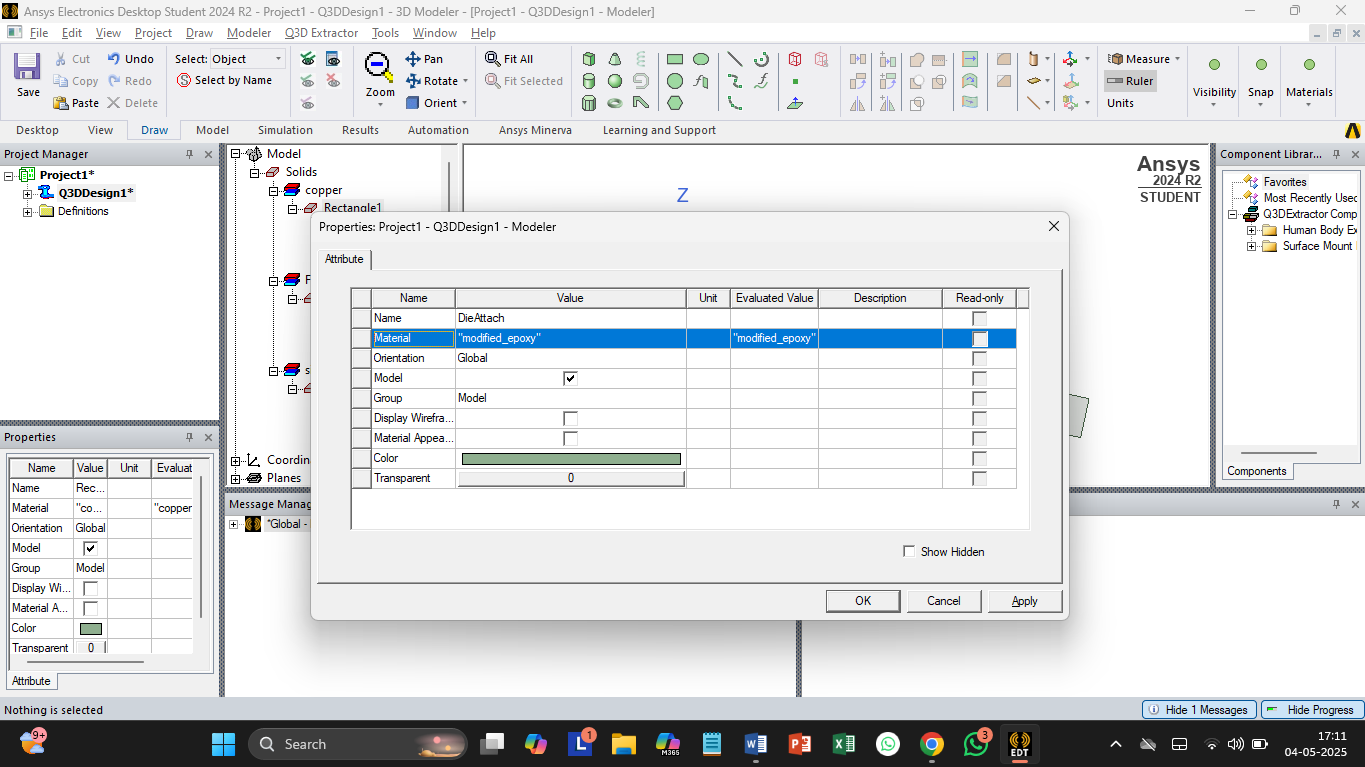 Ansys Electronics Desktop Student 2024 R2 - Project1 - Q3DDesign1 - 3D Modeler - [Project1 - Q3DDesign1 - Modeler]
File Edit View Project Draw Modeler Q3D Extractor Tools Window Help
Save
Cut
Copy
Paste
Undo
Redo
Delete
Select: Object
Select by Name
Zoom
Pan
Rotate
Orient
Fit All
Fit Selected
Measure
Ruler
Units
Visibility
Snap
Materials
Desktop View Draw Model Simulation Results Automation Ansys Minerva Learning and Support
Project Manager
Project1*
Q3DDesign1*
Definitions
Model
Solids
copper
Rectangle1
F
s
Coordin
Planes
Z
Ansys
2024 R2
STUDENT
Component Librar...
Favorites
Most Recently Used
Q3DExtractor Comp
Human Body Ex
Surface Mount
Components
Properties: Project1 - Q3DDesign1 - Modeler
Attribute
Name Value Unit Evaluated Value Description Read-only
Name DieAttach
Material "modified_epoxy" "modified_epoxy"
Orientation Global
Model
Group Model
Display Wirefra...
Material Appea...
Color
Transparent 0
Show Hidden
OK Cancel Apply
Properties
Name Value Unit Evaluat
Name Rec...
Material "co... "copper
Orientation Global
Model
Group Model
Display Wi...
Material A...
Color
Transparent 0
Attribute
Message Manag
"Global -
Nothing is selected
Hide 1 Messages
Hide Progress
9+
Search
1
M365
3
EDT
17:11
04-05-2025